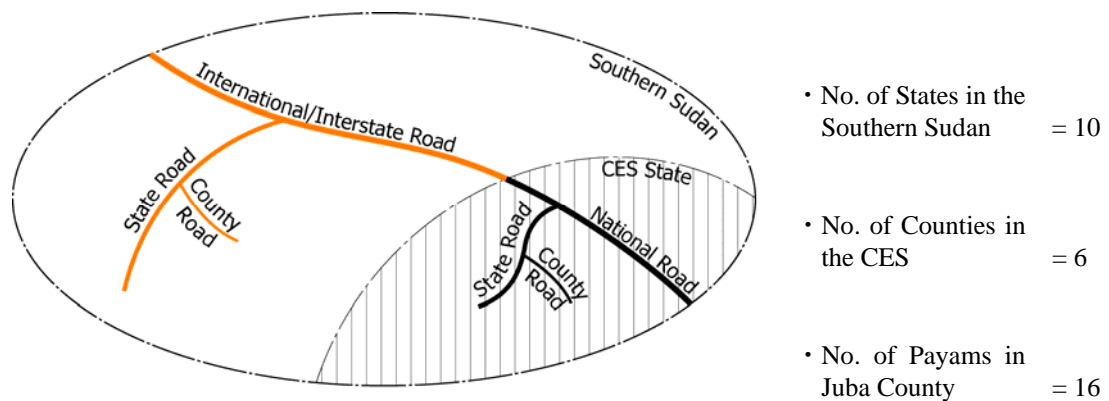 International/Interstate Road
Southern Sudan
State Road
County
Road
CES State
National Road
State Road
County
Road
・No. of States in the
Southern Sudan = 10
・No. of Counties in
the CES = 6
・No. of Payams in
Juba County = 16